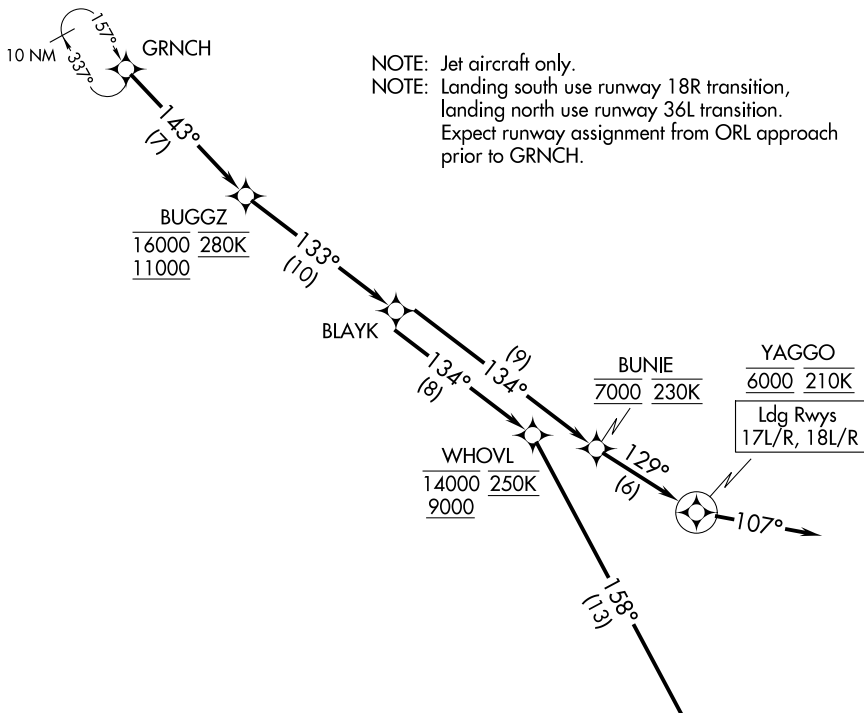 157°
10 NM
337°
GRNCH
NOTE: Jet aircraft only.
NOTE: Landing south use runway 18R transition,
landing north use runway 36L transition.
Expect runway assignment from ORL approach
prior to GRNCH.
143°
(7)
BUGGZ
16000 280K
11000
133°
(10)
BLAYK
(9)
134°
134°
(8)
BUNIE
7000 230K
YAGGO
6000 210K
Ldg Rwys
17L/R, 18L/R
WHOVL
14000 250K
9000
129°
(6)
107°
158°
(13)